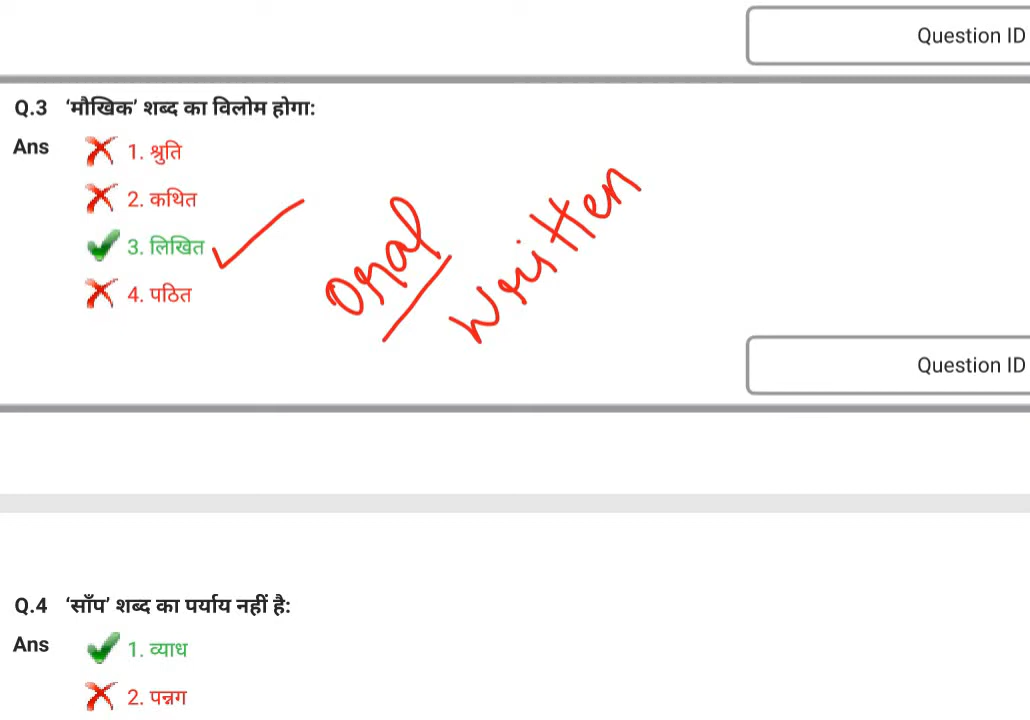 Question ID
Q.3 ‘मौखिक’ शब्द का विलोम होगा:
Ans 1. श्रुति
2. कथित
3. लिखित
4. पठित
Oral
Written
Question ID
Q.4 ‘साँप’ शब्द का पर्याय नहीं है:
Ans 1. व्याध
2. पन्नग